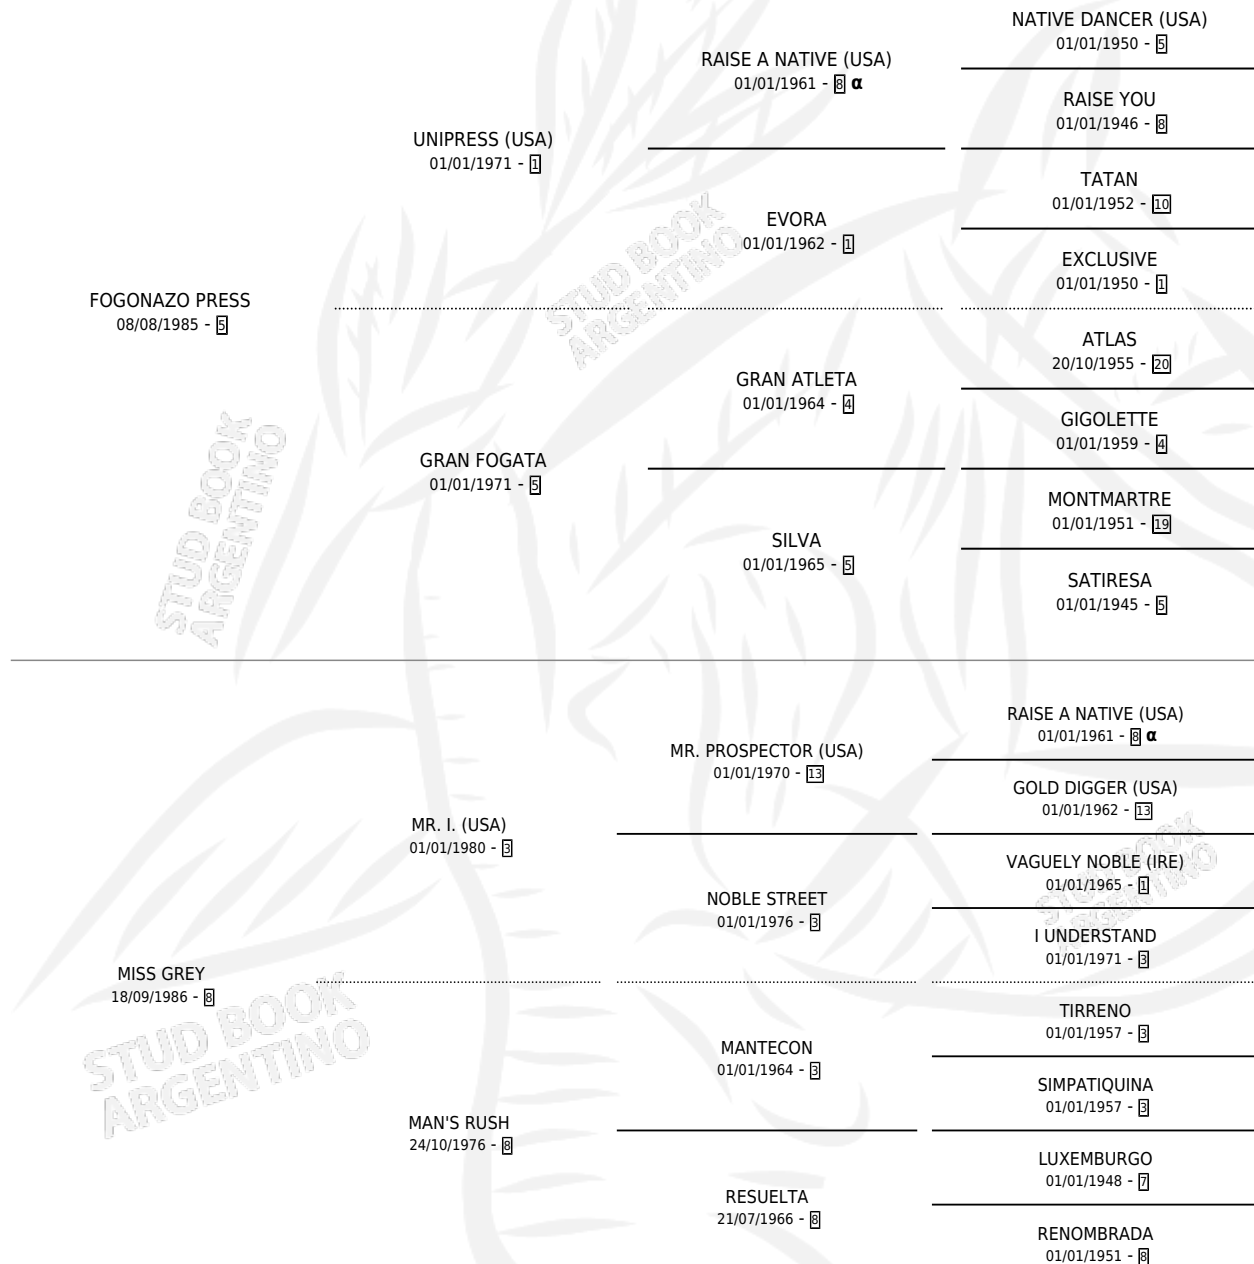 NATIVE DANCER (USA)
01/01/1950 - 5
RAISE A NATIVE (USA)
01/01/1961 - 8 α
RAISE YOU
01/01/1946 - 8
UNIPRESS (USA)
01/01/1971 - 1
TATAN
01/01/1952 - 10
EVORA
01/01/1962 - 1
EXCLUSIVE
01/01/1950 - 1
FOGONAZO PRESS
08/08/1985 - 5
STUD BOOK
ARGENTINO
ATLAS
20/10/1955 - 20
GRAN ATLETA
01/01/1964 - 4
GIGOLETTE
01/01/1959 - 4
GRAN FOGATA
01/01/1971 - 5
STUD BOOK
ARGENTINO
MONTMARTRE
01/01/1951 - 19
SILVA
01/01/1965 - 5
SATIRESA
01/01/1945 - 5
RAISE A NATIVE (USA)
01/01/1961 - 8 α
MR. PROSPECTOR (USA)
01/01/1970 - 13
GOLD DIGGER (USA)
01/01/1962 - 13
MR. I. (USA)
01/01/1980 - 3
STUD BOOK
ARGENTINO
VAGUELY NOBLE (IRE)
01/01/1965 - 1
NOBLE STREET
01/01/1976 - 3
I UNDERSTAND
01/01/1971 - 3
MISS GREY
18/09/1986 - 8
STUD BOOK
ARGENTINO
TIRRENO
01/01/1957 - 3
MANTECON
01/01/1964 - 3
SIMPATIQUINA
01/01/1957 - 3
MAN'S RUSH
24/10/1976 - 8
LUXEMBURGO
01/01/1948 - 7
RESUELTA
21/07/1966 - 8
RENOMBRADA
01/01/1951 - 8